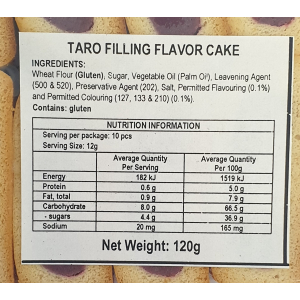 TARO FILLING FLAVOR CAKE
INGREDIENTS:
Wheat Flour (Gluten), Sugar, Vegetable Oil (Palm Oil), Leavening Agent
(500 & 520), Preservative Agent (202), Salt, Permitted Flavouring (0.1%)
and Permitted Colouring (127, 133 & 210) (0.1%).
Contains: gluten
NUTRITION INFORMATION
Serving per package: 10 pcs
Serving Size: 12g
Average Quantity Per Serving Average Quantity Per 100g
Energy 182 kJ 1519 kJ
Protein 0.6 g 5.0 g
Fat, total 0.9 g 7.9 g
Carbohydrate 8.0 g 66.5 g
- sugars 4.4 g 36.9 g
Sodium 20 mg 165 mg
Net Weight: 120g